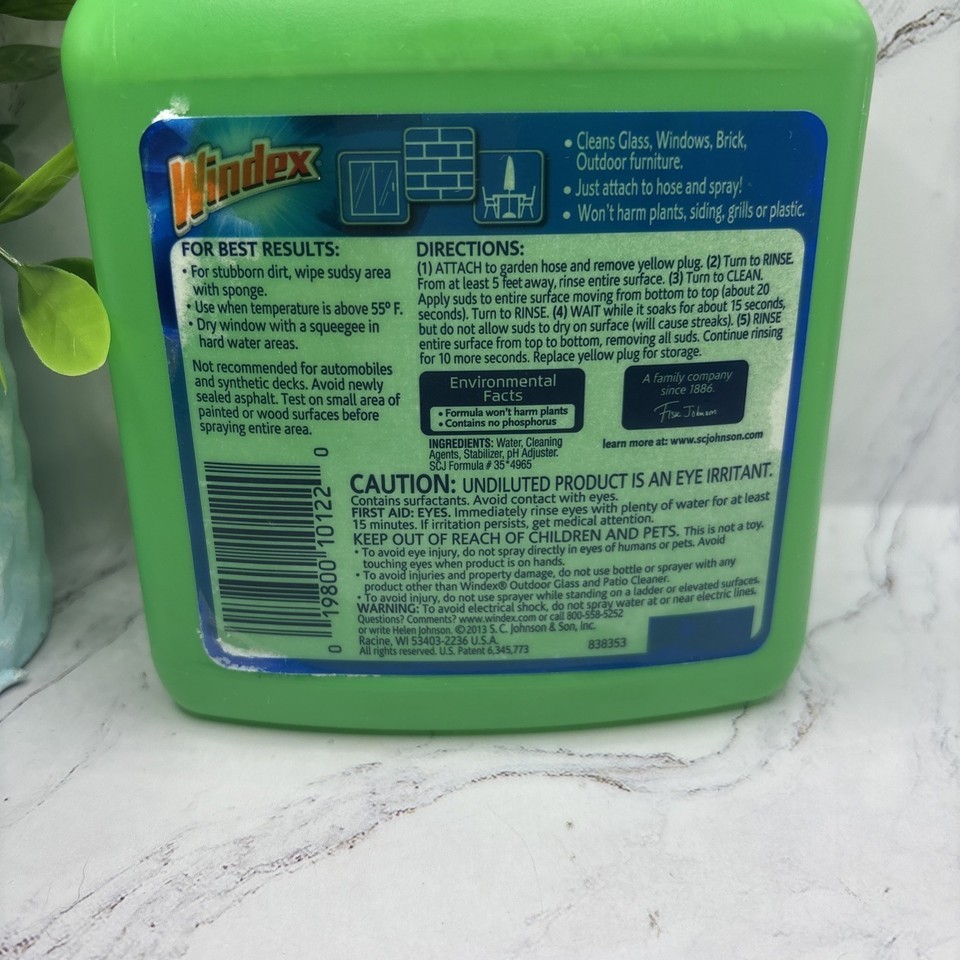 Windex
• Cleans Glass, Windows, Brick,
Outdoor furniture.
• Just attach to hose and spray!
• Won't harm plants, siding, grills or plastic.
FOR BEST RESULTS:
• For stubborn dirt, wipe sudsy area
with sponge.
• Use when temperature is above 55º F.
• Dry window with a squeegee in
hard water areas.
Not recommended for automobiles
and synthetic decks. Avoid newly
sealed asphalt. Test on small area of
painted or wood surfaces before
spraying entire area.
DIRECTIONS:
(1) ATTACH to garden hose and remove yellow plug. (2) Turn to RINSE.
From at least 5 feet away, rinse entire surface. (3) Turn to CLEAN.
Apply suds to entire surface moving from bottom to top (about 20
seconds). Turn to RINSE. (4) WAIT while it soaks for about 15 seconds,
but do not allow suds to dry on surface (will cause streaks). (5) RINSE
entire surface from top to bottom, removing all suds. Continue rinsing
for 10 more seconds. Replace yellow plug for storage.
Environmental
Facts
• Formula won't harm plants
• Contains no phosphorus
A family company
since 1886.
Fisk Johnson
learn more at: www.scjohnson.com
INGREDIENTS: Water, Cleaning
Agents, Stabilizer, pH Adjuster.
SCJ Formula # 35*4965
0 19800 10122 0
CAUTION: UNDILUTED PRODUCT IS AN EYE IRRITANT.
Contains surfactants. Avoid contact with eyes.
FIRST AID: EYES. Immediately rinse eyes with plenty of water for at least
15 minutes. If irritation persists, get medical attention.
KEEP OUT OF REACH OF CHILDREN AND PETS. This is not a toy.
• To avoid eye injury, do not spray directly in eyes of humans or pets. Avoid
touching eyes when product is on hands.
• To avoid injuries and property damage, do not use bottle or sprayer with any
product other than Windex® Outdoor Glass and Patio Cleaner.
• To avoid injury, do not use sprayer while standing on a ladder or elevated surfaces.
WARNING: To avoid electrical shock, do not spray water at or near electric lines.
Questions? Comments? www.windex.com or call 800-558-5252
or write Helen Johnson. © 2013 S. C. Johnson & Son, Inc.
Racine, WI 53403-2236 U.S.A.
All rights reserved. U.S. Patent 6,345,773
838353